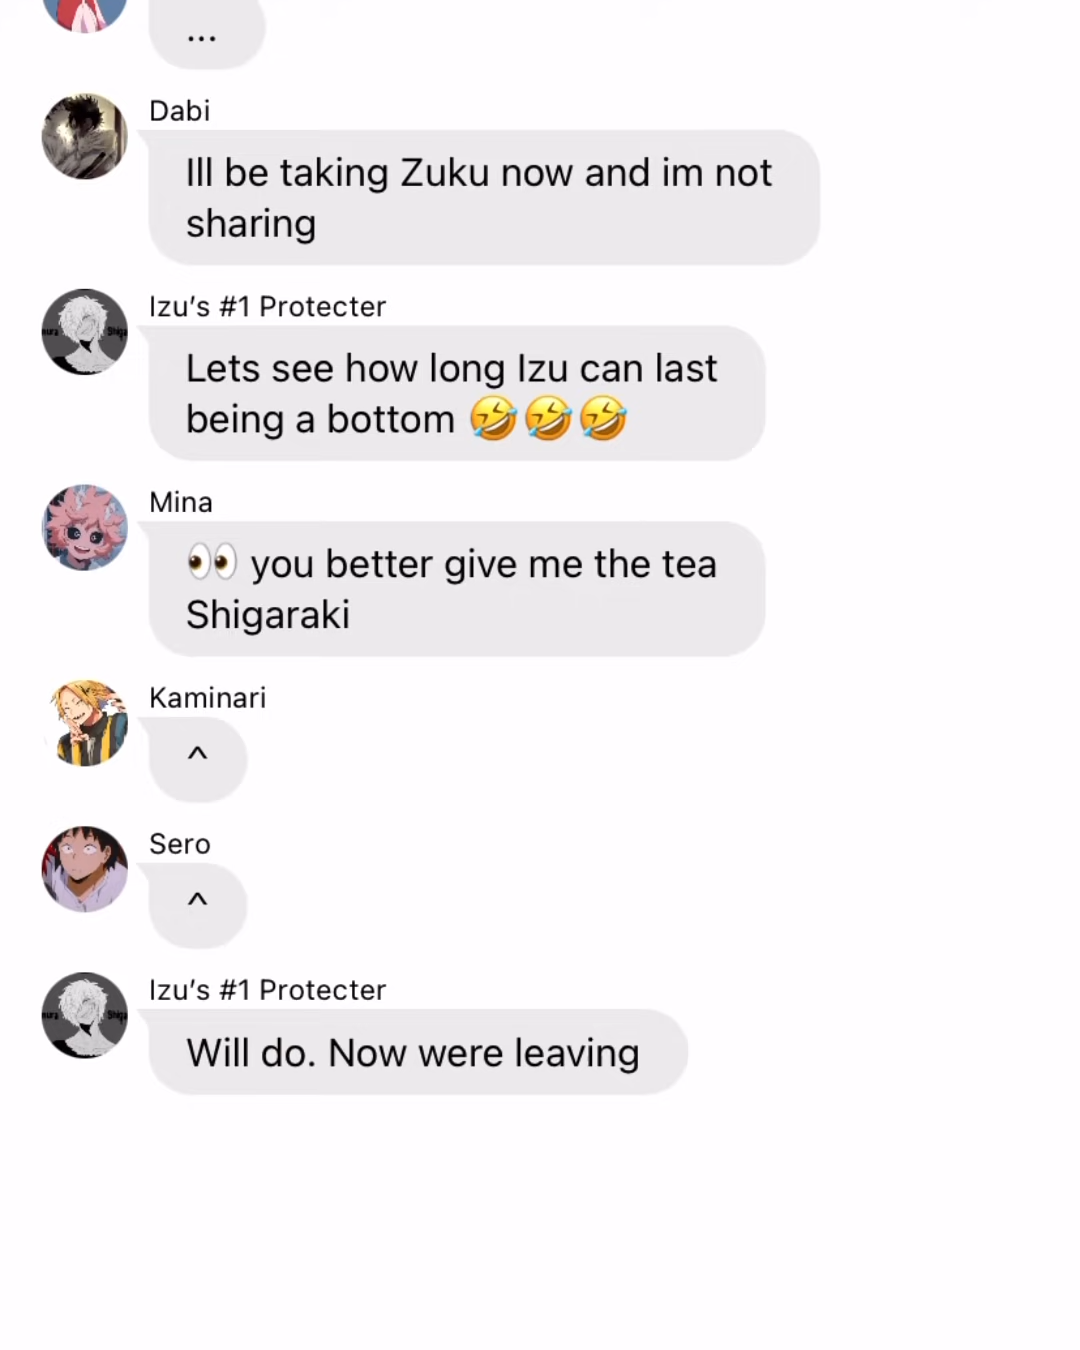 ...
Dabi
Ill be taking Zuku now and im not
sharing
Izu's #1 Protecter
Lets see how long Izu can last
being a bottom 🤣🤣🤣
Mina
👀 you better give me the tea
Shigaraki
Kaminari
^
Sero
^
Izu's #1 Protecter
Will do. Now were leaving